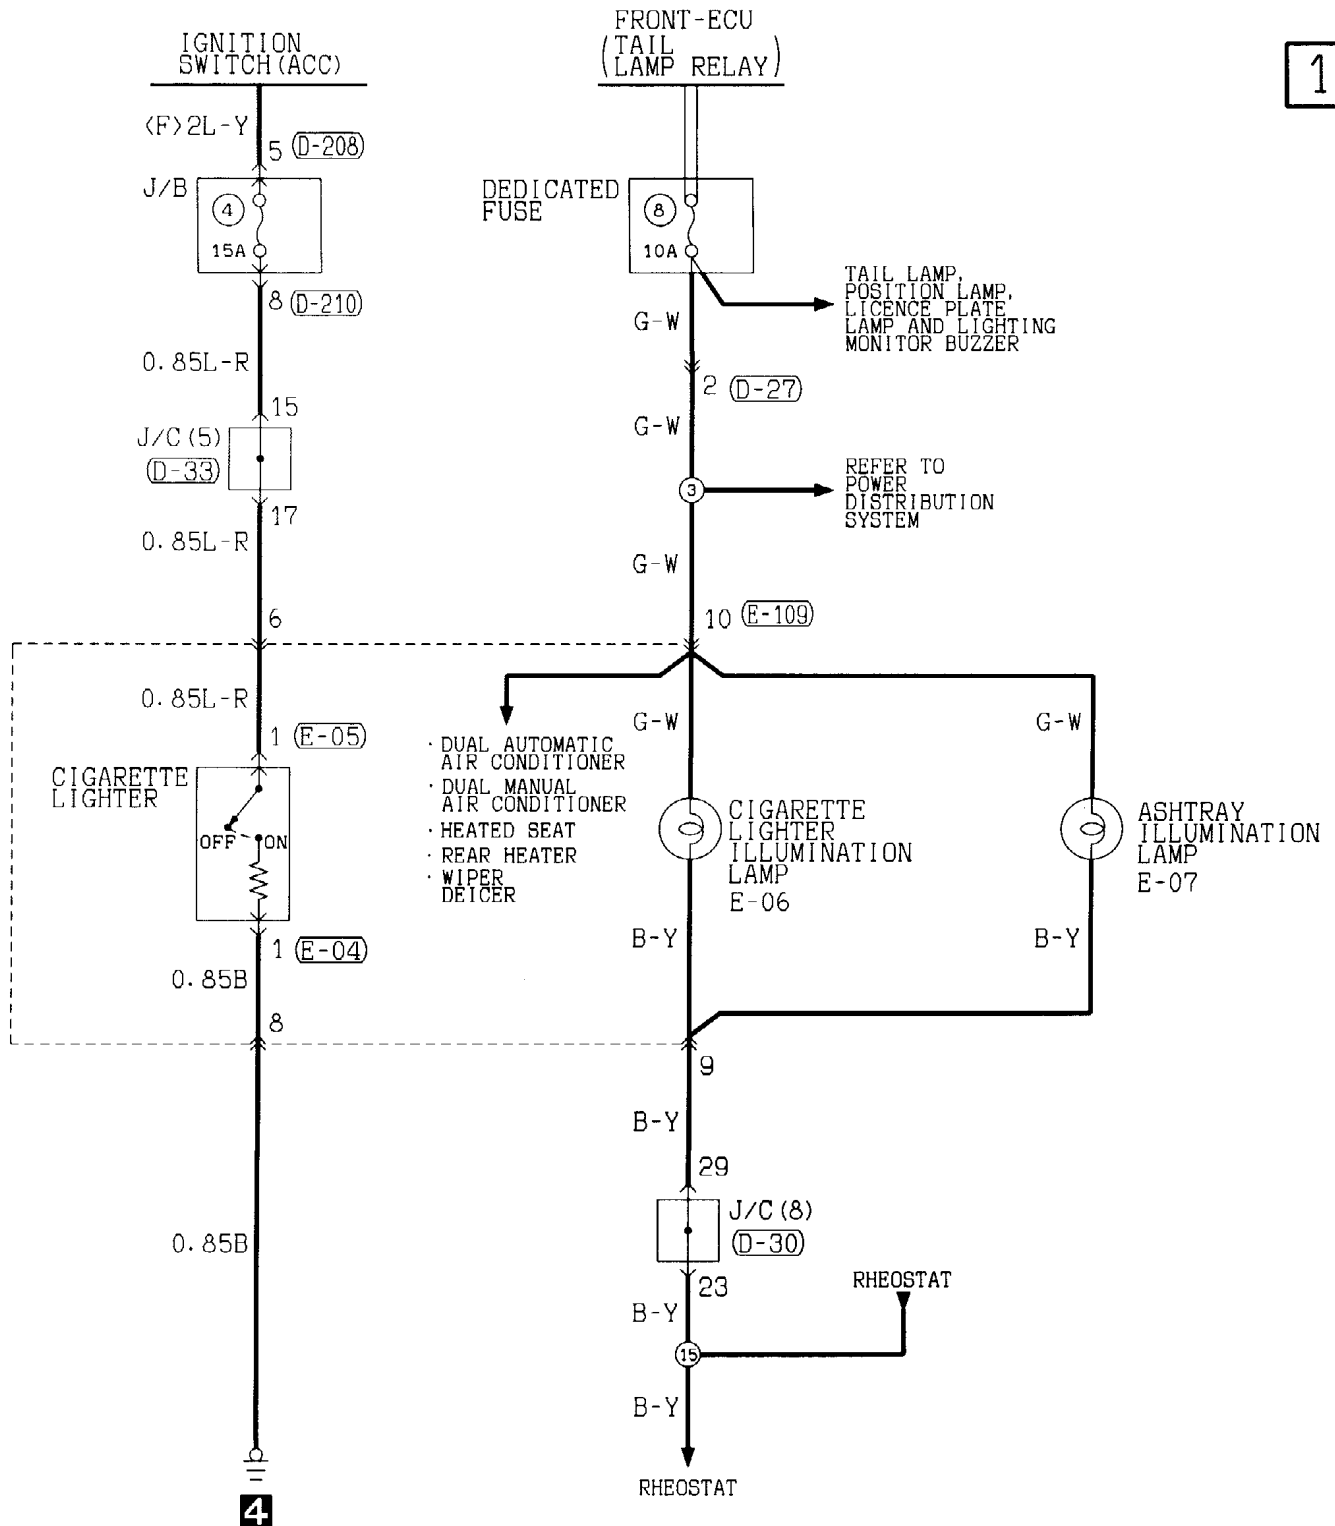 IGNITION
SWITCH(ACC)
FRONT-ECU
(TAIL
LAMP RELAY)
1
<F>2L-Y
5 D-208
J/B
4
15A
8 D-210
0.85L-R
15
J/C(5)
D-33
17
0.85L-R
6
0.85L-R
1 E-05
CIGARETTE
LIGHTER
OFF ON
1 E-04
0.85B
8
0.85B
4
DEDICATED
FUSE
8
10A
TAIL LAMP,
POSITION LAMP,
LICENCE PLATE
LAMP AND LIGHTING
MONITOR BUZZER
G-W
2 D-27
G-W
3
REFER TO
POWER
DISTRIBUTION
SYSTEM
G-W
10 E-109
· DUAL AUTOMATIC
AIR CONDITIONER
· DUAL MANUAL
AIR CONDITIONER
· HEATED SEAT
· REAR HEATER
· WIPER
DEICER
G-W
CIGARETTE
LIGHTER
ILLUMINATION
LAMP
E-06
B-Y
G-W
ASHTRAY
ILLUMINATION
LAMP
E-07
B-Y
9
B-Y
29
J/C(8)
D-30
23
B-Y
RHEOSTAT
15
B-Y
RHEOSTAT